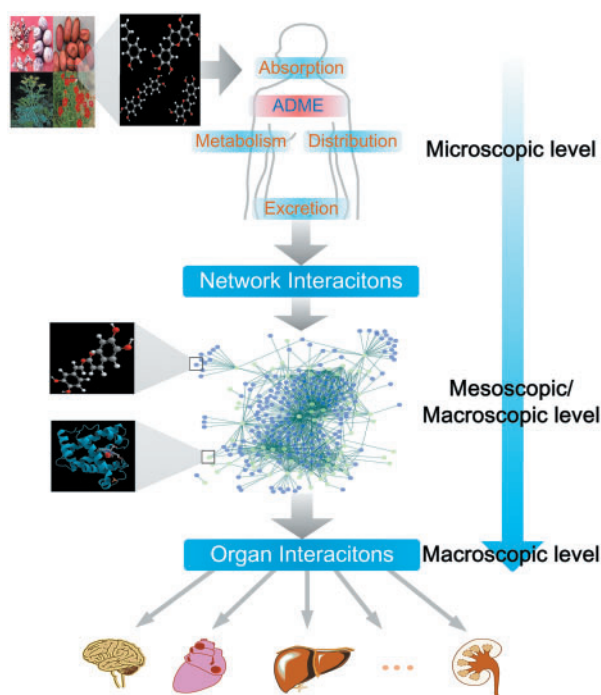 Absorption
ADME
Metabolism
Distribution
Microscopic level
Excretion
Network Interacitons
Mesoscopic/
Macroscopic level
Organ Interacitons
Macroscopic level